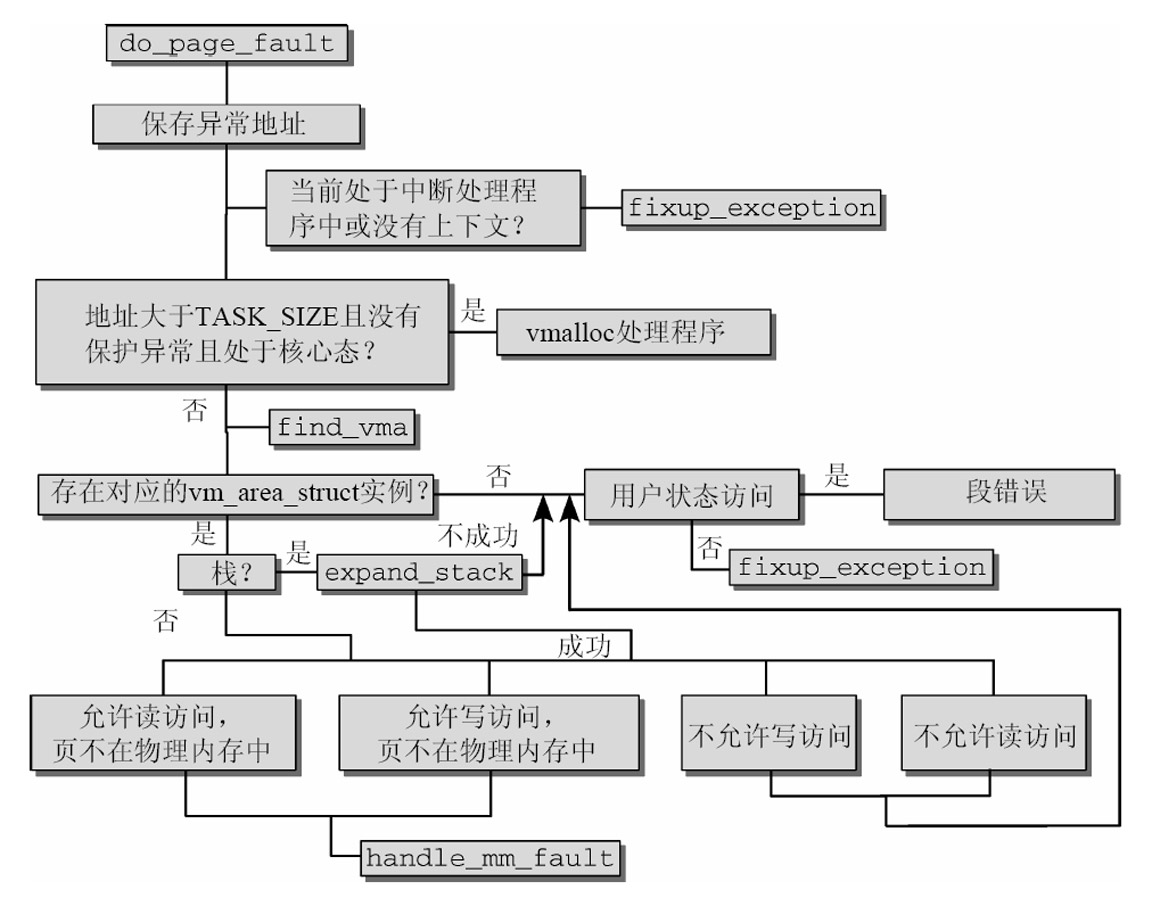 do_page_fault
保存异常地址
当前处于中断处理程
序中或没有上下文?
fixup_exception
地址大于TASK_SIZE且没有
保护异常且处于核心态?
是
vmalloc处理程序
否
find_vma
存在对应的vm_area_struct实例?
否
用户状态访问
是
段错误
是
不成功
否
栈?
是
expand_stack
fixup_exception
否
成功
允许读访问,
页不在物理内存中
允许写访问,
页不在物理内存中
不允许写访问
不允许读访问
handle_mm_fault